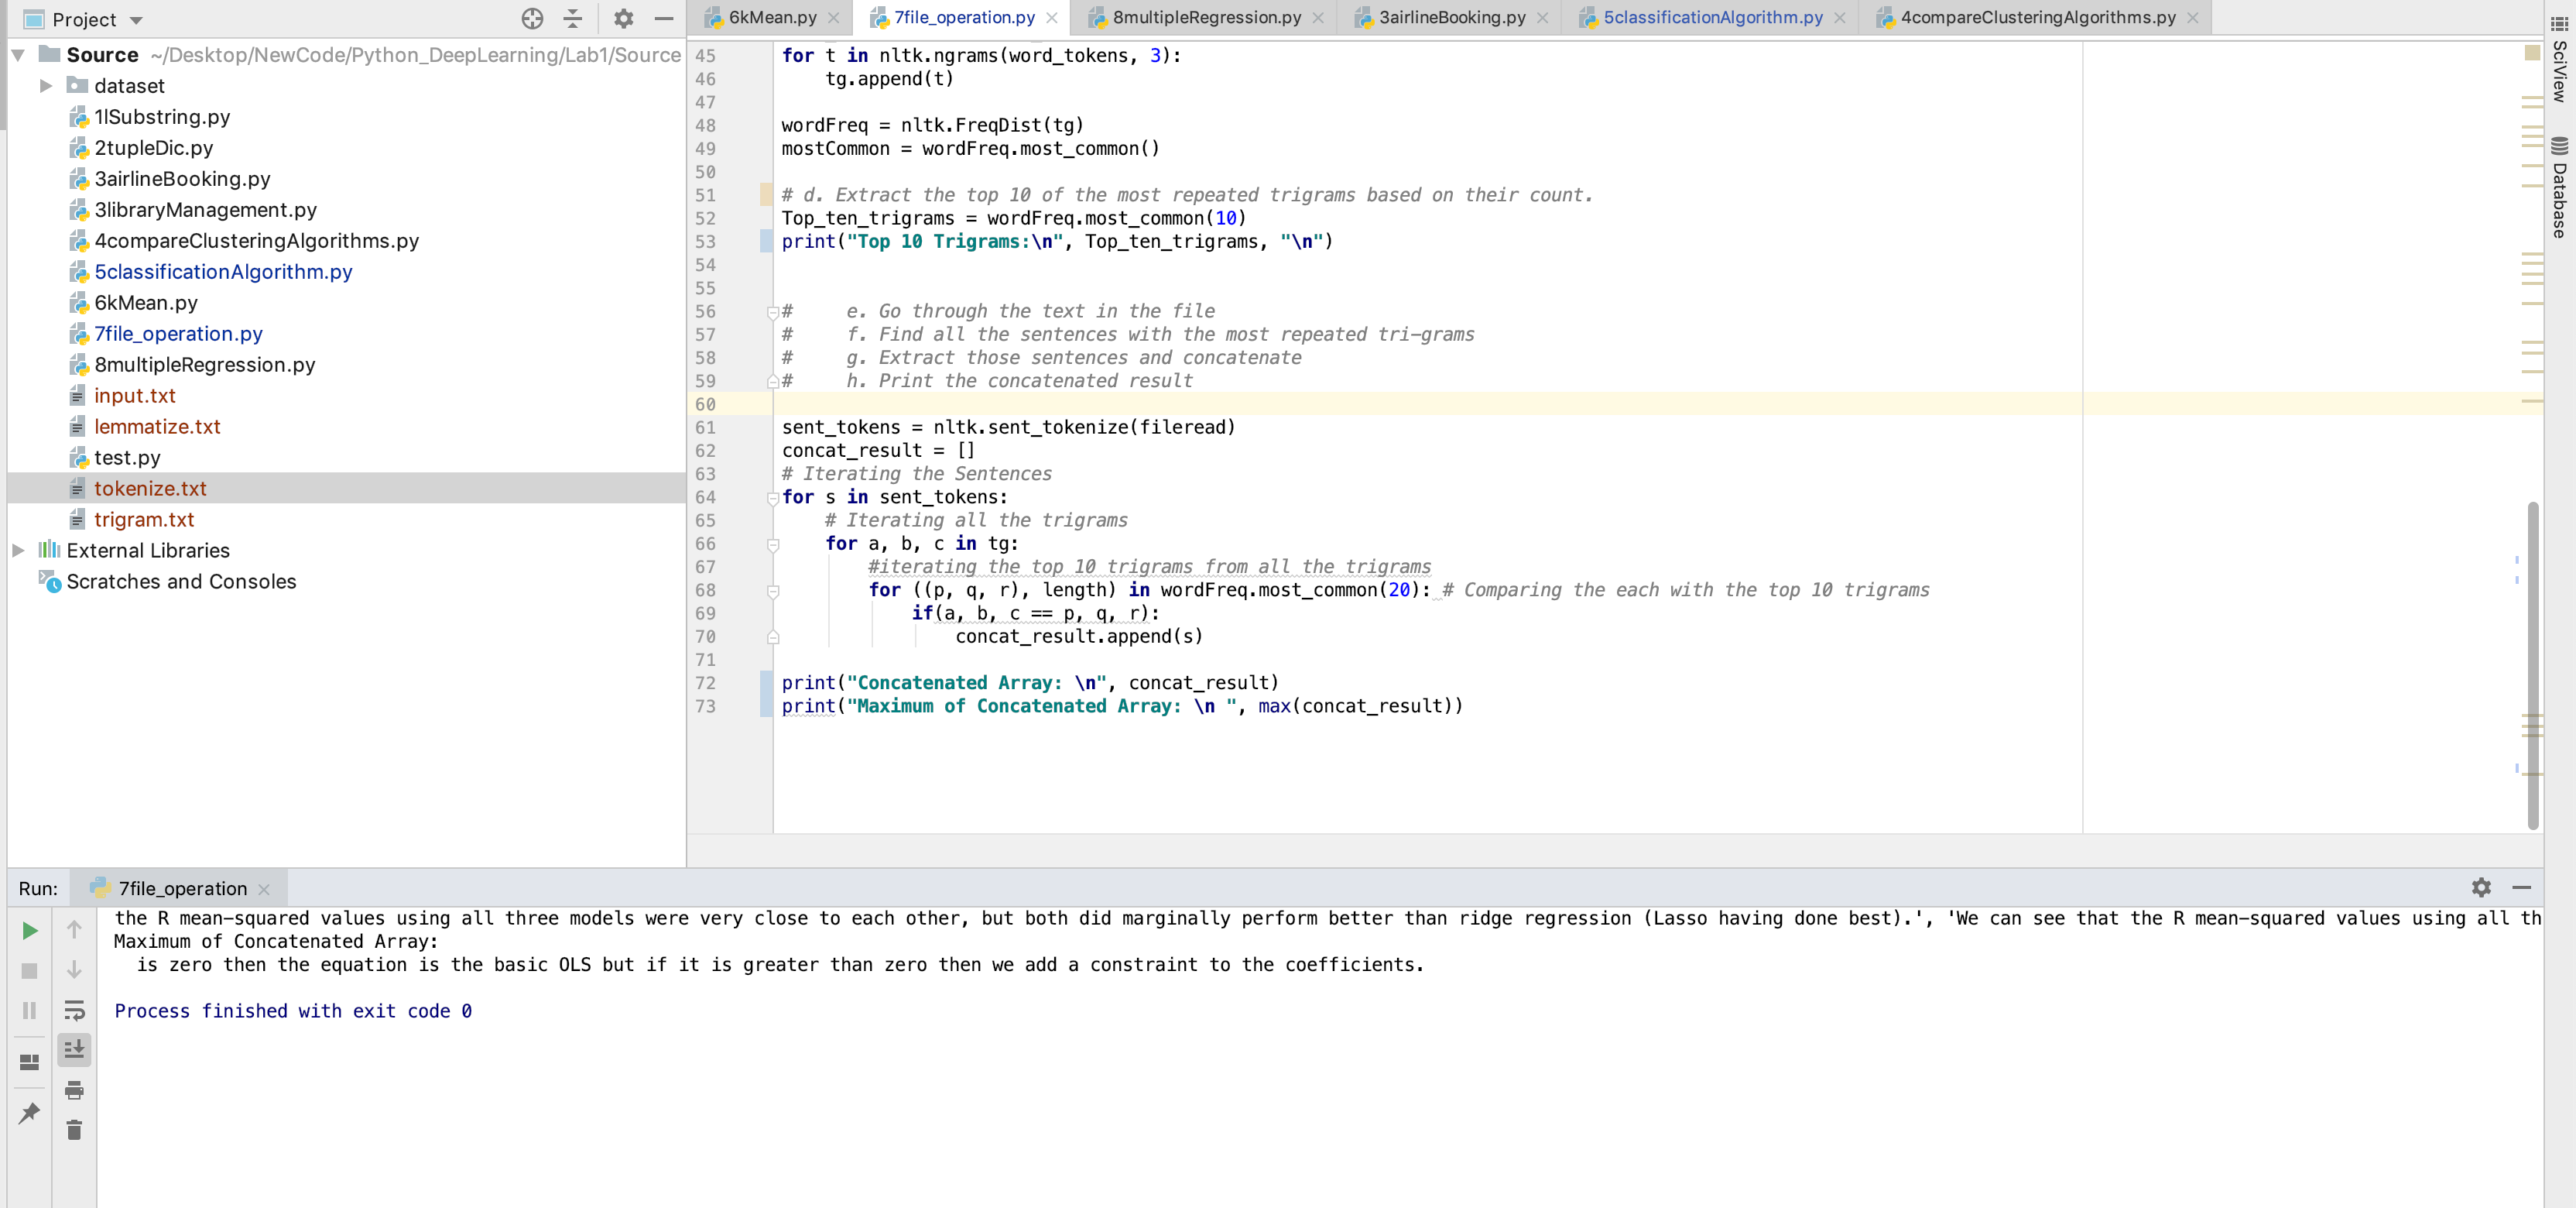 Project
Source ~/Desktop/NewCode/Python_DeepLearning/Lab1/Source
dataset
1lSubstring.py
2tupleDic.py
3airlineBooking.py
3libraryManagement.py
4compareClusteringAlgorithms.py
5classificationAlgorithm.py
6kMean.py
7file_operation.py
8multipleRegression.py
input.txt
lemmatize.txt
test.py
tokenize.txt
trigram.txt
External Libraries
Scratches and Consoles
6kMean.py 7file_operation.py 8multipleRegression.py 3airlineBooking.py 5classificationAlgorithm.py 4compareClusteringAlgorithms.py
45 for t in nltk.ngrams(word_tokens, 3):
46     tg.append(t)
47
48 wordFreq = nltk.FreqDist(tg)
49 mostCommon = wordFreq.most_common()
50
51 # d. Extract the top 10 of the most repeated trigrams based on their count.
52 Top_ten_trigrams = wordFreq.most_common(10)
53 print("Top 10 Trigrams:\n", Top_ten_trigrams, "\n")
54
55
56 #     e. Go through the text in the file
57 #     f. Find all the sentences with the most repeated tri-grams
58 #     g. Extract those sentences and concatenate
59 #     h. Print the concatenated result
60
61 sent_tokens = nltk.sent_tokenize(fileread)
62 concat_result = []
63 # Iterating the Sentences
64 for s in sent_tokens:
65     # Iterating all the trigrams
66     for a, b, c in tg:
67         #iterating the top 10 trigrams from all the trigrams
68         for ((p, q, r), length) in wordFreq.most_common(20): # Comparing the each with the top 10 trigrams
69             if(a, b, c == p, q, r):
70                 concat_result.append(s)
71
72 print("Concatenated Array: \n", concat_result)
73 print("Maximum of Concatenated Array: \n ", max(concat_result))
SciView
Database
Run: 7file_operation
the R mean-squared values using all three models were very close to each other, but both did marginally perform better than ridge regression (Lasso having done best).', 'We can see that the R mean-squared values using all th
Maximum of Concatenated Array:
is zero then the equation is the basic OLS but if it is greater than zero then we add a constraint to the coefficients.
Process finished with exit code 0